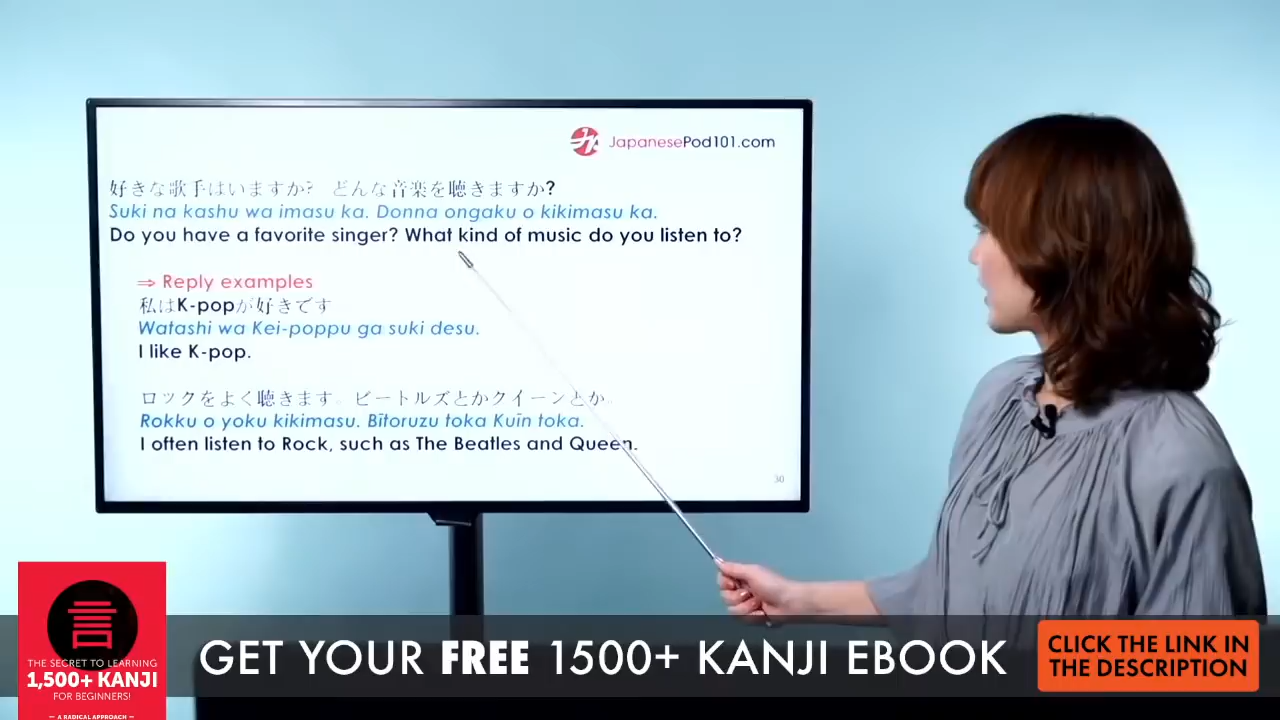 JapanesePod101.com
好きな歌手はいますか? どんな音楽を聴きますか?
Suki na kashu wa imasu ka. Donna ongaku o kikimasu ka.
Do you have a favorite singer? What kind of music do you listen to?
⇒ Reply examples
私はK-popが好きです
Watashi wa Kei-poppu ga suki desu.
I like K-pop.
ロックをよく聴きます。ビートルズとかクイーンとか。
Rokku o yoku kikimasu. Bītoruzu toka Kuīn toka.
I often listen to Rock, such as The Beatles and Queen.
30
言
THE SECRET TO LEARNING
1,500+ KANJI
FOR BEGINNERS!
— A RADICAL APPROACH —
GET YOUR FREE 1500+ KANJI EBOOK
CLICK THE LINK IN
THE DESCRIPTION